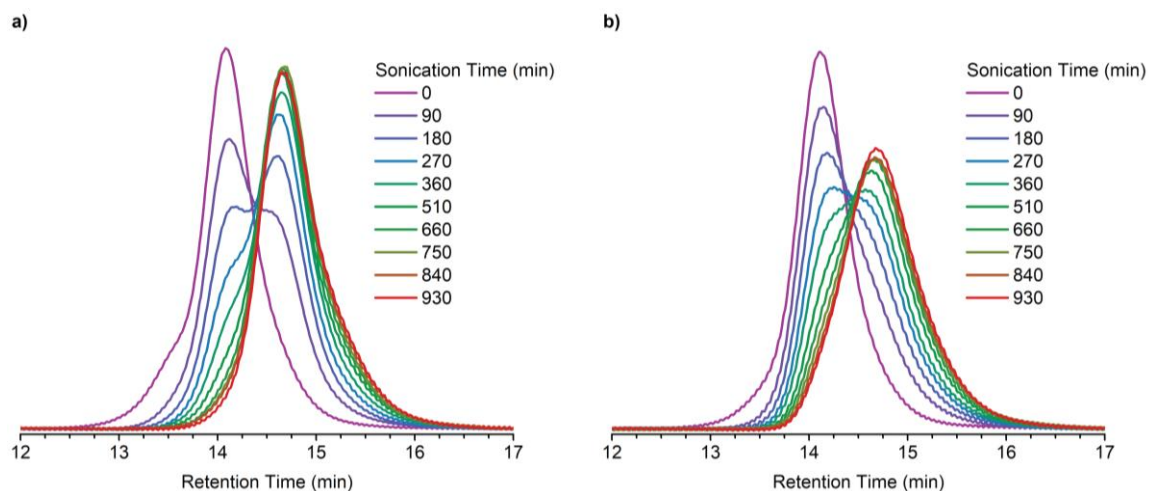 a)
Sonication Time (min)
0
90
180
270
360
510
660
750
840
930
12 13 14 15 16 17
Retention Time (min)
b)
Sonication Time (min)
0
90
180
270
360
510
660
750
840
930
12 13 14 15 16 17
Retention Time (min)